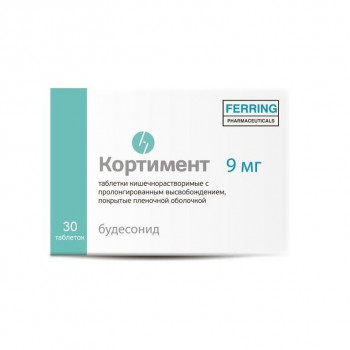 FERRING
PHARMACEUTICALS
Кортимент 9 мг
таблетки кишечнорастворимые с
пролонгированным высвобождением,
покрытые пленочной оболочкой
30
таблеток
будесонид